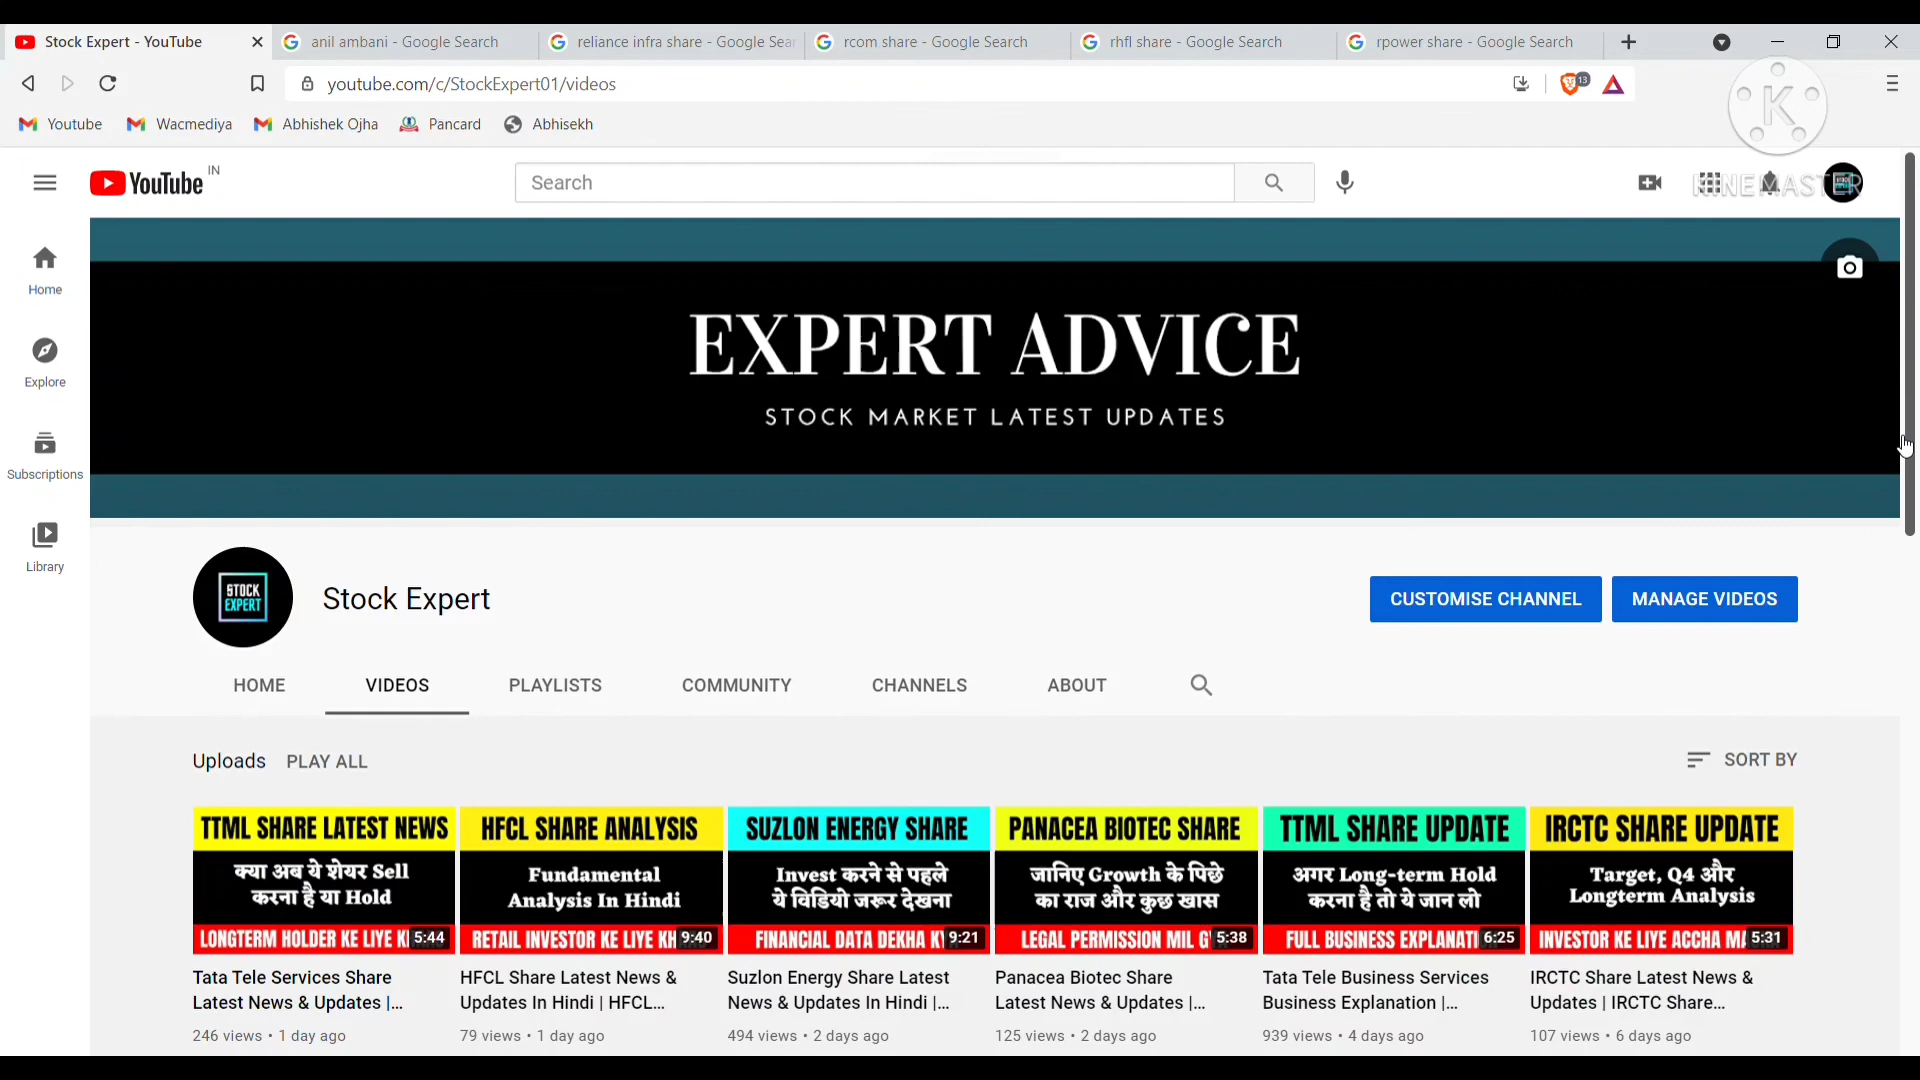 Stock Expert - YouTube
anil ambani - Google Search
reliance infra share - Google Sear
rcom share - Google Search
rhfl share - Google Search
rpower share - Google Search
youtube.com/c/StockExpert01/videos
13
Youtube
Wacmediya
Abhishek Ojha
Pancard
Abhisekh
K
YouTube IN
Search
KINEMASTER
Home
Explore
Subscriptions
Library
EXPERT ADVICE
STOCK MARKET LATEST UPDATES
STOCK
EXPERT
Stock Expert
CUSTOMISE CHANNEL
MANAGE VIDEOS
HOME
VIDEOS
PLAYLISTS
COMMUNITY
CHANNELS
ABOUT
Uploads
PLAY ALL
SORT BY
TTML SHARE LATEST NEWS
क्या अब ये शेयर Sell
करना है या Hold
LONGTERM HOLDER KE LIYE K
5:44
Tata Tele Services Share
Latest News & Updates |...
246 views • 1 day ago
HFCL SHARE ANALYSIS
Fundamental
Analysis In Hindi
RETAIL INVESTOR KE LIYE KH
9:40
HFCL Share Latest News &
Updates In Hindi | HFCL...
79 views • 1 day ago
SUZLON ENERGY SHARE
Invest करने से पहले
ये विडियो जरूर देखना
FINANCIAL DATA DEKHA KY
9:21
Suzlon Energy Share Latest
News & Updates In Hindi |...
494 views • 2 days ago
PANACEA BIOTEC SHARE
जानिए Growth के पिछे
का राज और कुछ खास
LEGAL PERMISSION MIL G
5:38
Panacea Biotec Share
Latest News & Updates |...
125 views • 2 days ago
TTML SHARE UPDATE
अगर Long-term Hold
करना है तो ये जान लो
FULL BUSINESS EXPLANATI
6:25
Tata Tele Business Services
Business Explanation |...
939 views • 4 days ago
IRCTC SHARE UPDATE
Target, Q4 और
Longterm Analysis
INVESTOR KE LIYE ACCHA MA
5:31
IRCTC Share Latest News &
Updates | IRCTC Share...
107 views • 6 days ago